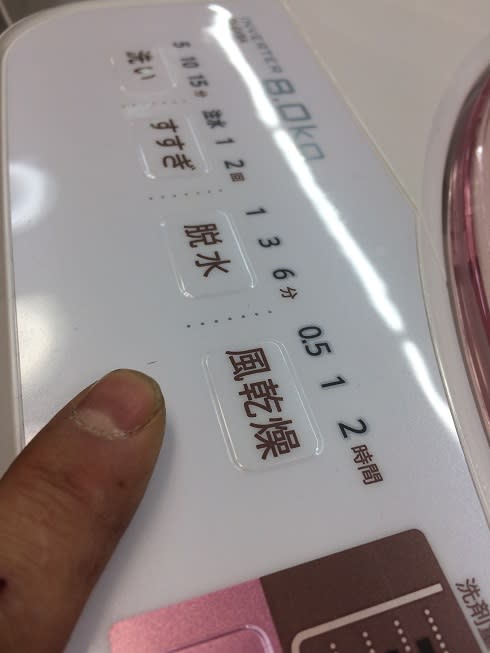 INVERTER 8.0kg
5 10 15分
洗い
注水 1 2回
すすぎ
1 3 6分
脱水
0.5 1 2時間
風乾燥
洗剤